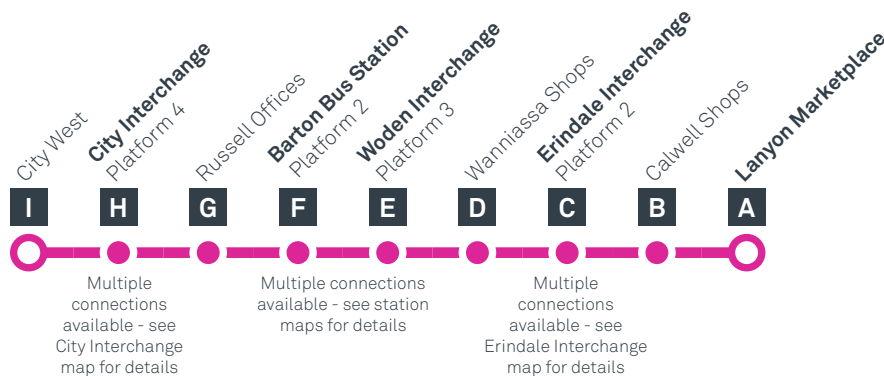 City West
City Interchange
Platform 4
Russell Offices
Barton Bus Station
Platform 2
Woden Interchange
Platform 3
Wanniassa Shops
Erindale Interchange
Platform 2
Calwell Shops
Lanyon Marketplace
I H G F E D C B A
Multiple
connections
available - see
City Interchange
map for details
Multiple connections
available - see station
maps for details
Multiple
connections
available - see
Erindale Interchange
map for details